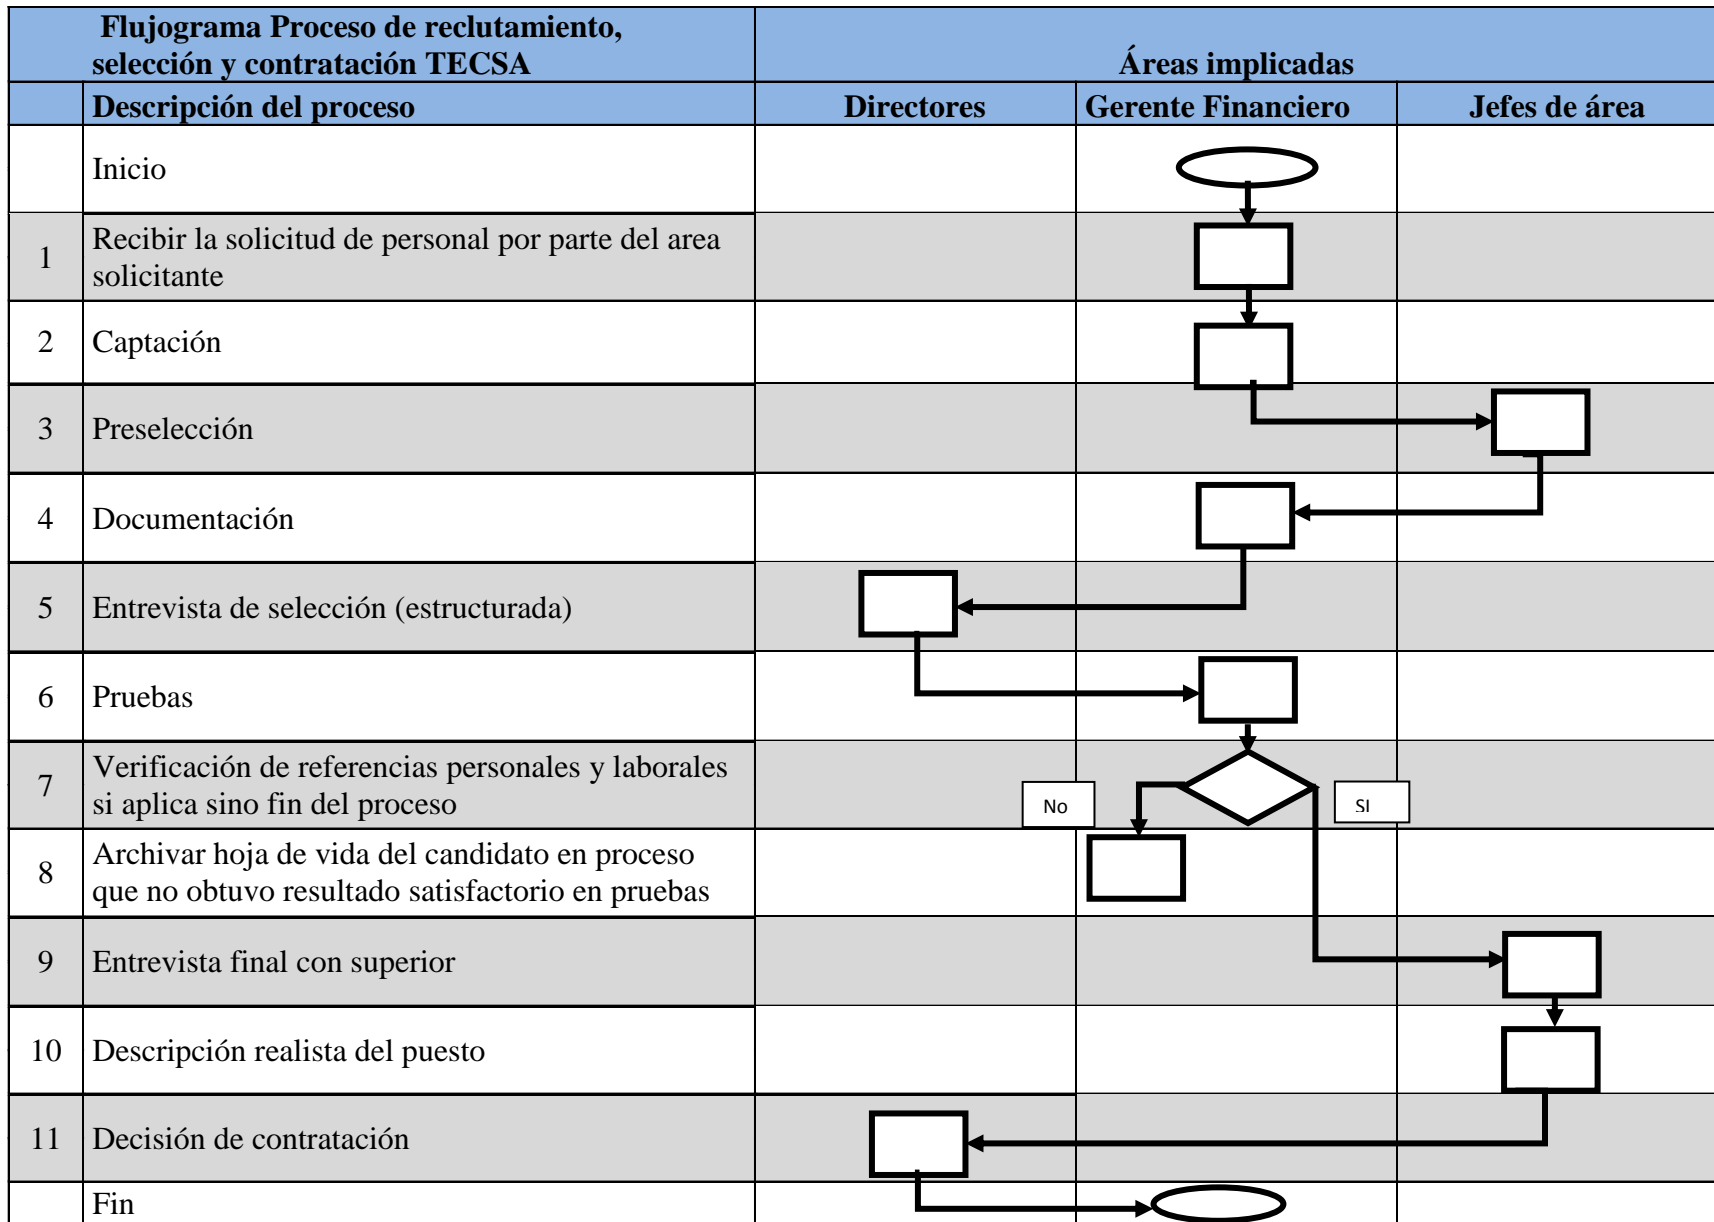 Flujograma Proceso de reclutamiento,
selección y contratación TECSA
Áreas implicadas
Descripción del proceso
Directores
Gerente Financiero
Jefes de área
Inicio
1
Recibir la solicitud de personal por parte del area
solicitante
2
Captación
3
Preselección
4
Documentación
5
Entrevista de selección (estructurada)
6
Pruebas
7
Verificación de referencias personales y laborales
si aplica sino fin del proceso
No
SI
8
Archivar hoja de vida del candidato en proceso
que no obtuvo resultado satisfactorio en pruebas
9
Entrevista final con superior
10
Descripción realista del puesto
11
Decisión de contratación
Fin